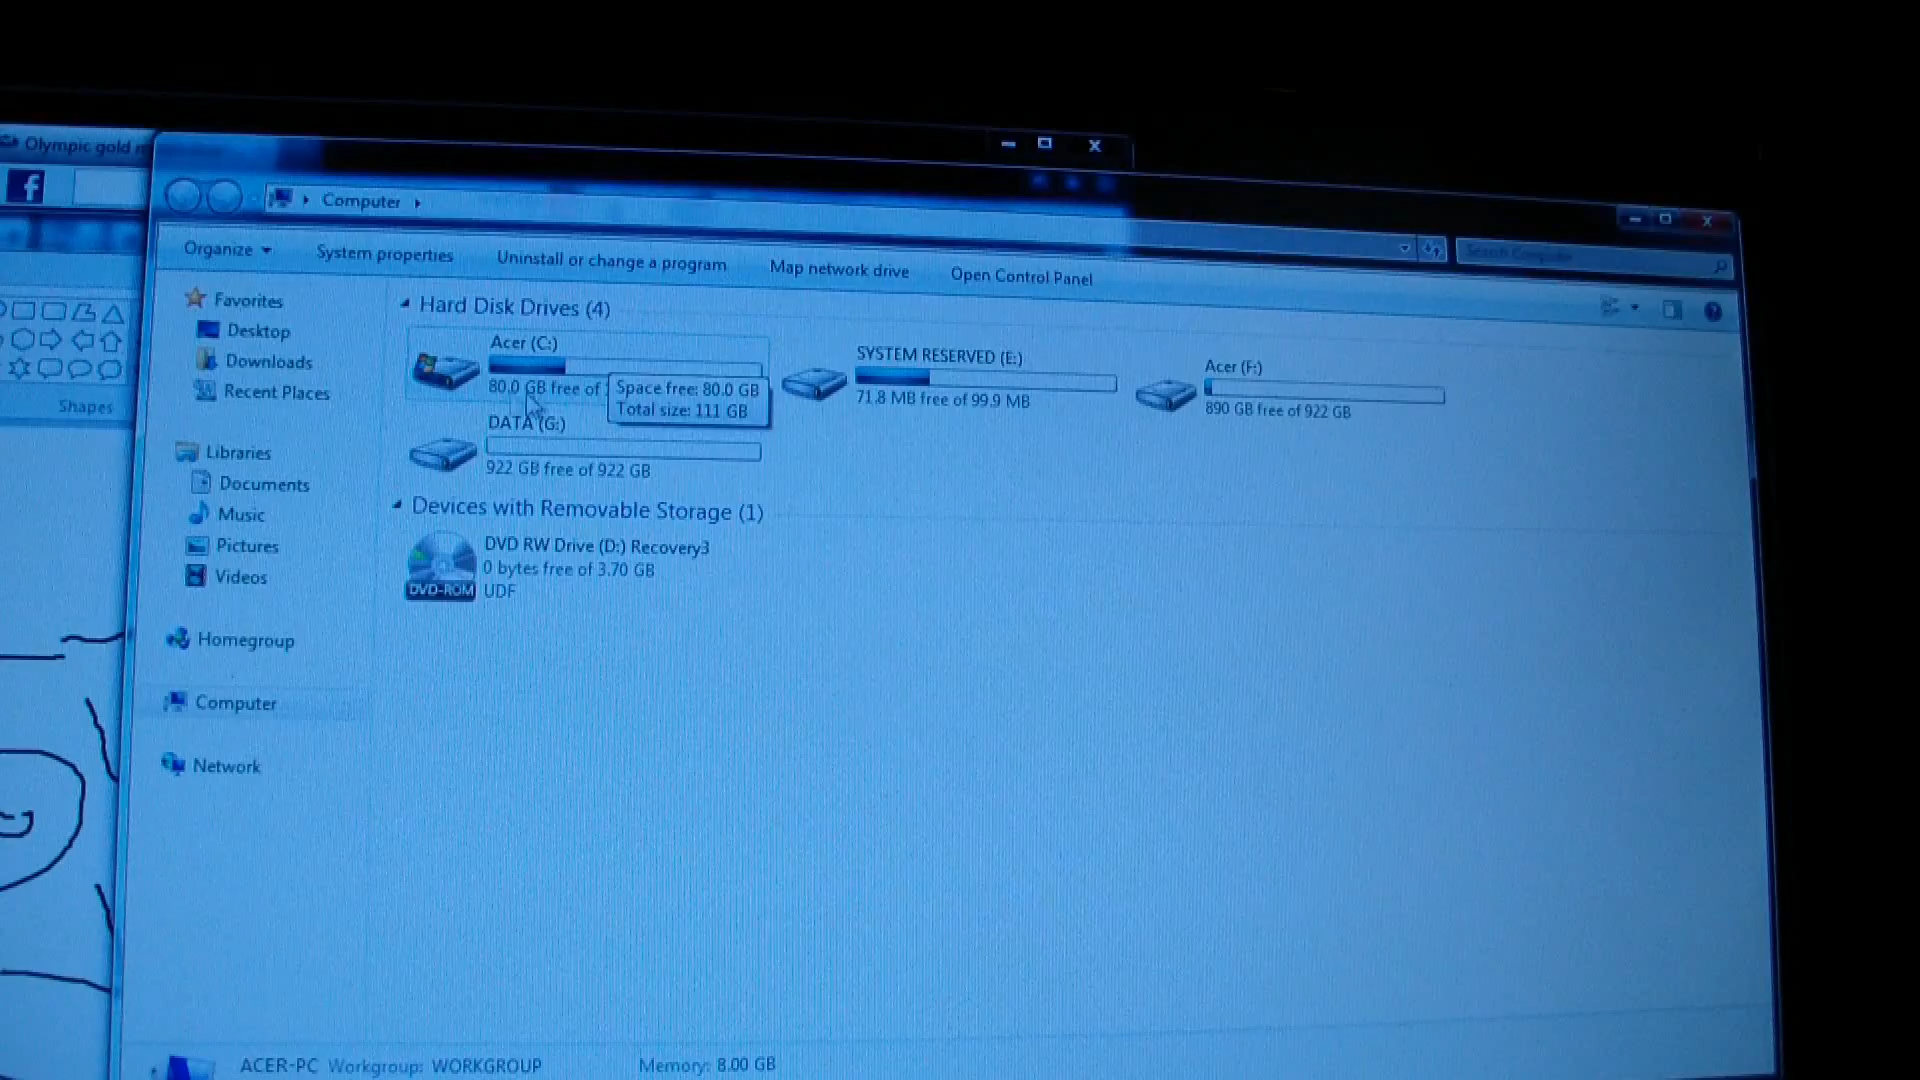 Olympic gold
f
Computer
Search Computer
Organize
System properties
Uninstall or change a program
Map network drive
Open Control Panel
Favorites
Desktop
Downloads
Recent Places
Libraries
Documents
Music
Pictures
Videos
Homegroup
Computer
Network
Shapes
Hard Disk Drives (4)
Acer (C:)
80.0 GB free of
Space free: 80.0 GB
Total size: 111 GB
SYSTEM RESERVED (E:)
71.8 MB free of 99.9 MB
Acer (F:)
890 GB free of 922 GB
DATA (G:)
922 GB free of 922 GB
Devices with Removable Storage (1)
DVD RW Drive (D:) Recovery3
0 bytes free of 3.70 GB
UDF
DVD-ROM
ACER-PC Workgroup: WORKGROUP
Memory: 8.00 GB